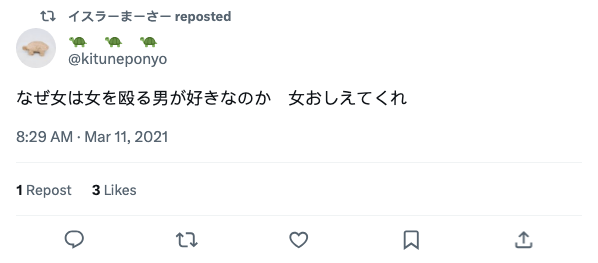 イスラーまーさー reposted
🐢 🐢 🐢
@kituneponyo
なぜ女は女を殴る男が好きなのか　女おしえてくれ
8:29 AM · Mar 11, 2021
1 Repost 3 Likes